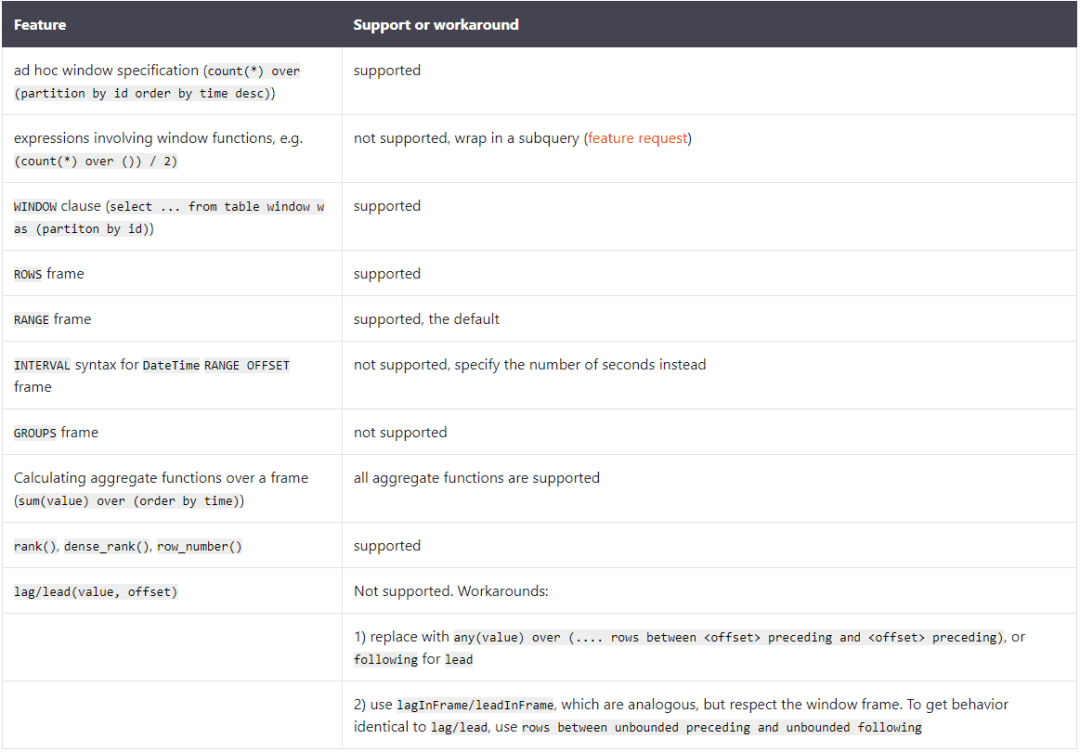 Feature Support or workaround
ad hoc window specification (count(*) over supported
(partition by id order by time desc))
expressions involving window functions, e.g. not supported, wrap in a subquery (feature request)
(count(*) over ()) / 2)
WINDOW clause (select ... from table window w supported
as (partiton by id))
ROWS frame supported
RANGE frame supported, the default
INTERVAL syntax for DateTime RANGE OFFSET not supported, specify the number of seconds instead
frame
GROUPS frame not supported
Calculating aggregate functions over a frame all aggregate functions are supported
(sum(value) over (order by time))
rank(), dense_rank(), row_number() supported
lag/lead(value, offset) Not supported. Workarounds:
1) replace with any(value) over (.... rows between <offset> preceding and <offset> preceding), or
following for lead
2) use lagInFrame/leadInFrame, which are analogous, but respect the window frame. To get behavior
identical to lag/lead, use rows between unbounded preceding and unbounded following